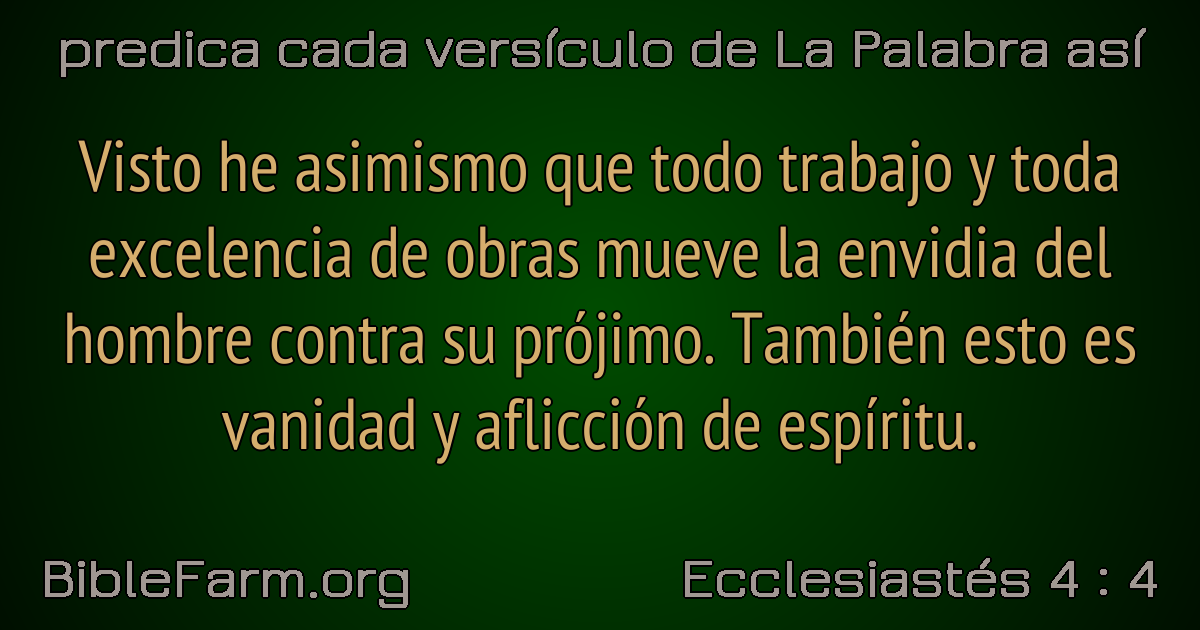 predica cada versículo de La Palabra así
Visto he asimismo que todo trabajo y toda
excelencia de obras mueve la envidia del
hombre contra su prójimo. También esto es
vanidad y aflicción de espíritu.
BibleFarm.org
Ecclesiastés 4 : 4